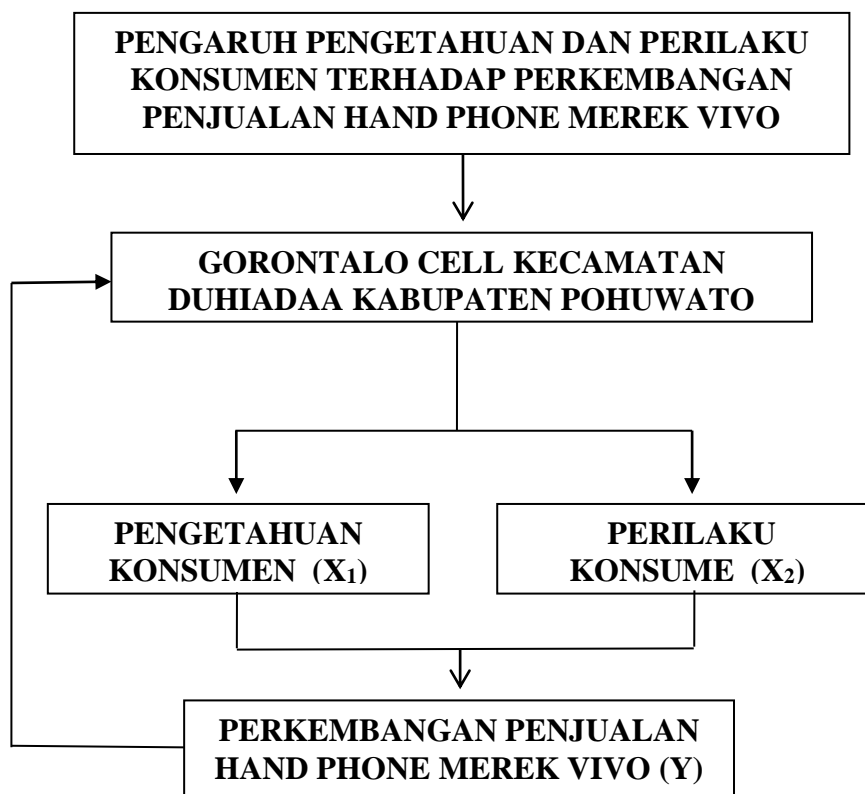 PENGARUH PENGETAHUAN DAN PERILAKU
KONSUMEN TERHADAP PERKEMBANGAN
PENJUALAN HAND PHONE MEREK VIVO
GORONTALO CELL KECAMATAN
DUHIADAA KABUPATEN POHUWATO
PENGETAHUAN
KONSUMEN (X₁)
PERILAKU
KONSUME (X₂)
PERKEMBANGAN PENJUALAN
HAND PHONE MEREK VIVO (Y)